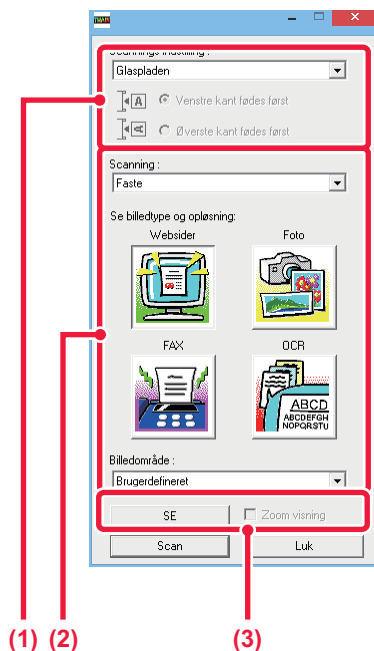 TWAIN
Scannings indstilling :
Glaspladen
A Venstre kant fødes først
A Øverste kant fødes først
Scanning :
Faste
Se billedtype og opløsning:
Websider Foto
FAX OCR
ABCD
ABCDEFGH
NOPQRSTU
Billedområde :
Brugerdefineret
SE Zoom visning
Scan Luk
(1) (2) (3)